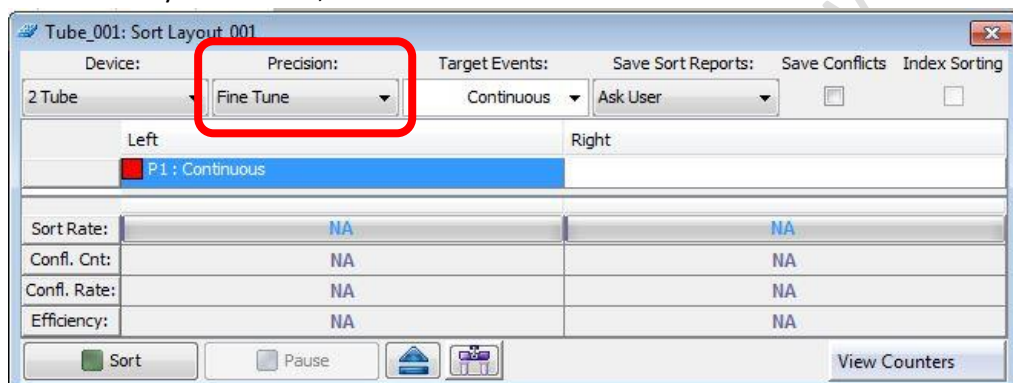 Tube_001: Sort Layout_001
Device: Precision: Target Events: Save Sort Reports: Save Conflicts Index Sorting
2 Tube Fine Tune Continuous Ask User
Left Right
P1 : Continuous
Sort Rate: NA NA
Confl. Cnt: NA NA
Confl. Rate: NA NA
Efficiency: NA NA
Sort Pause View Counters